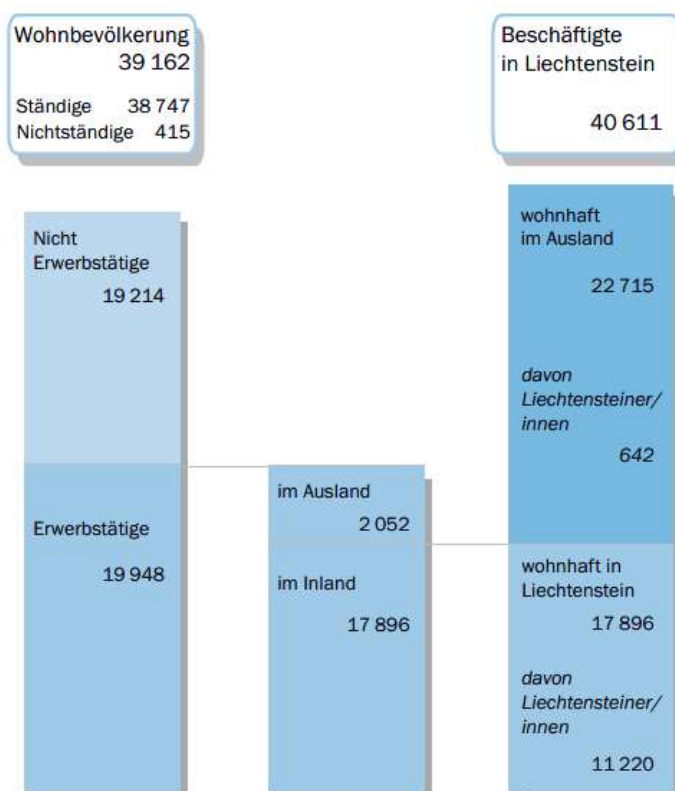 Wohnbevölkerung
39 162
Ständige 38 747
Nichtständige 415
Beschäftigte
in Liechtenstein
40 611
Nicht
Erwerbstätige
19 214
Erwerbstätige
19 948
im Ausland
2 052
im Inland
17 896
wohnhaft
im Ausland
22 715
davon
Liechtensteiner/
innen
642
wohnhaft in
Liechtenstein
17 896
davon
Liechtensteiner/
innen
11 220